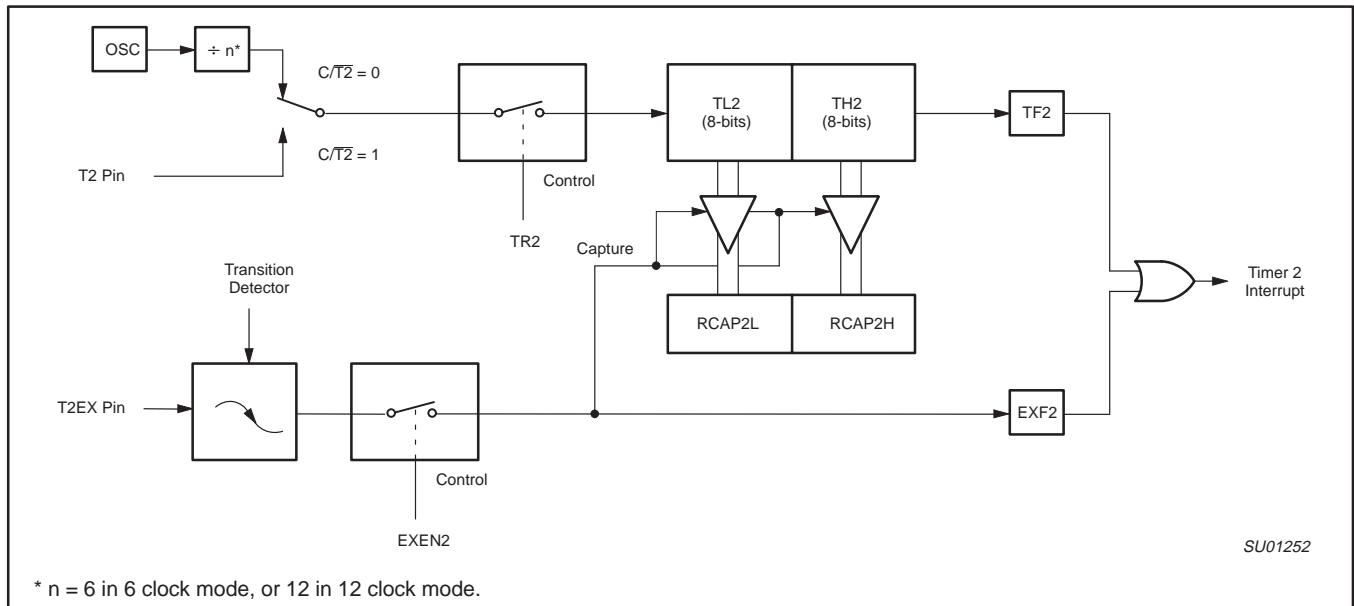 OSC
÷ n*
C/T̅2̅ = 0
C/T̅2̅ = 1
T2 Pin
Control
TR2
TL2
(8-bits)
TH2
(8-bits)
TF2
Capture
Transition
Detector
RCAP2L
RCAP2H
Timer 2
Interrupt
T2EX Pin
Control
EXEN2
EXF2
SU01252
* n = 6 in 6 clock mode, or 12 in 12 clock mode.